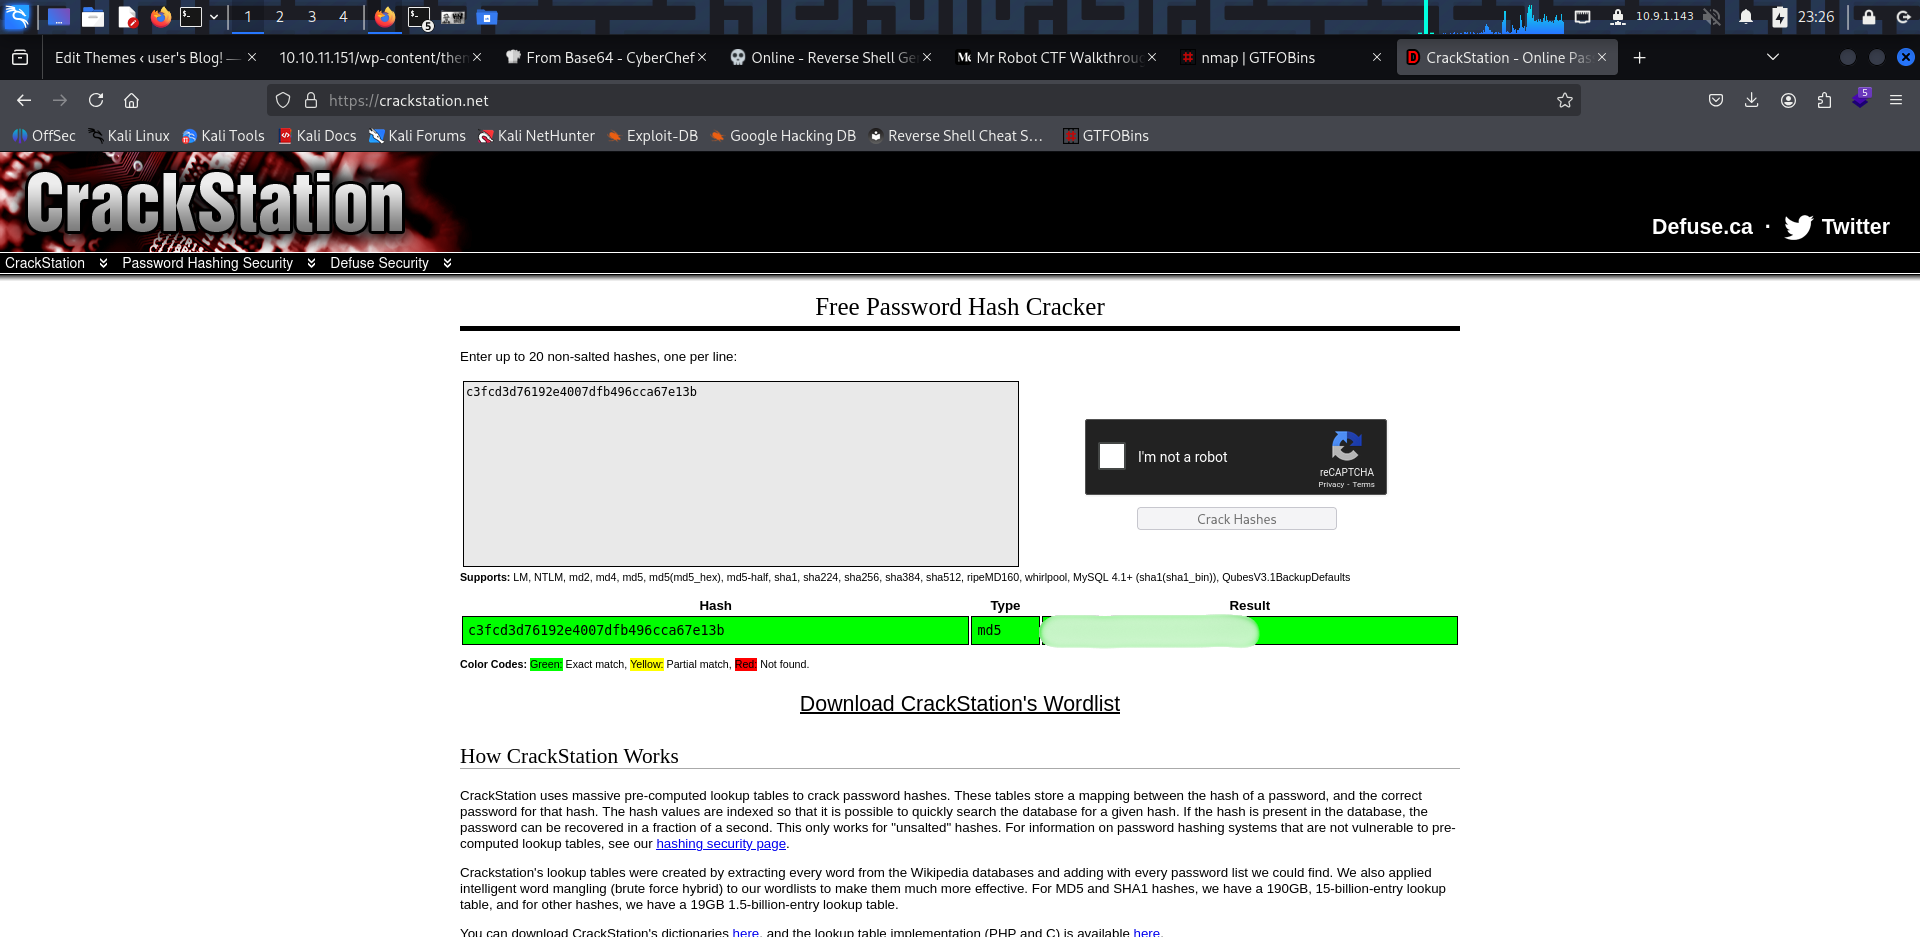 1 2 3 4 5 10.9.1.143 23:26
Edit Themes ‹ user's Blog! — 10.10.11.151/wp-content/then From Base64 - CyberChef Online - Reverse Shell Ge Mr Robot CTF Walkthroug nmap | GTFOBins CrackStation - Online Pas
https://crackstation.net 5
OffSec Kali Linux Kali Tools Kali Docs Kali Forums Kali NetHunter Exploit-DB Google Hacking DB Reverse Shell Cheat S… GTFOBins
CrackStation
Defuse.ca · Twitter
CrackStation Password Hashing Security Defuse Security
Free Password Hash Cracker
Enter up to 20 non-salted hashes, one per line:
c3fcd3d76192e4007dfb496cca67e13b
I'm not a robot
reCAPTCHA
Privacy - Terms
Crack Hashes
Supports: LM, NTLM, md2, md4, md5, md5(md5_hex), md5-half, sha1, sha224, sha256, sha384, sha512, ripeMD160, whirlpool, MySQL 4.1+ (sha1(sha1_bin)), QubesV3.1BackupDefaults
Hash Type Result
c3fcd3d76192e4007dfb496cca67e13b md5
Color Codes: Green: Exact match, Yellow: Partial match, Red: Not found.
Download CrackStation's Wordlist
How CrackStation Works
CrackStation uses massive pre-computed lookup tables to crack password hashes. These tables store a mapping between the hash of a password, and the correct
password for that hash. The hash values are indexed so that it is possible to quickly search the database for a given hash. If the hash is present in the database, the
password can be recovered in a fraction of a second. This only works for "unsalted" hashes. For information on password hashing systems that are not vulnerable to pre-
computed lookup tables, see our hashing security page.
Crackstation's lookup tables were created by extracting every word from the Wikipedia databases and adding with every password list we could find. We also applied
intelligent word mangling (brute force hybrid) to our wordlists to make them much more effective. For MD5 and SHA1 hashes, we have a 190GB, 15-billion-entry lookup
table, and for other hashes, we have a 19GB 1.5-billion-entry lookup table.
You can download CrackStation's dictionaries here, and the lookup table implementation (PHP and C) is available here.